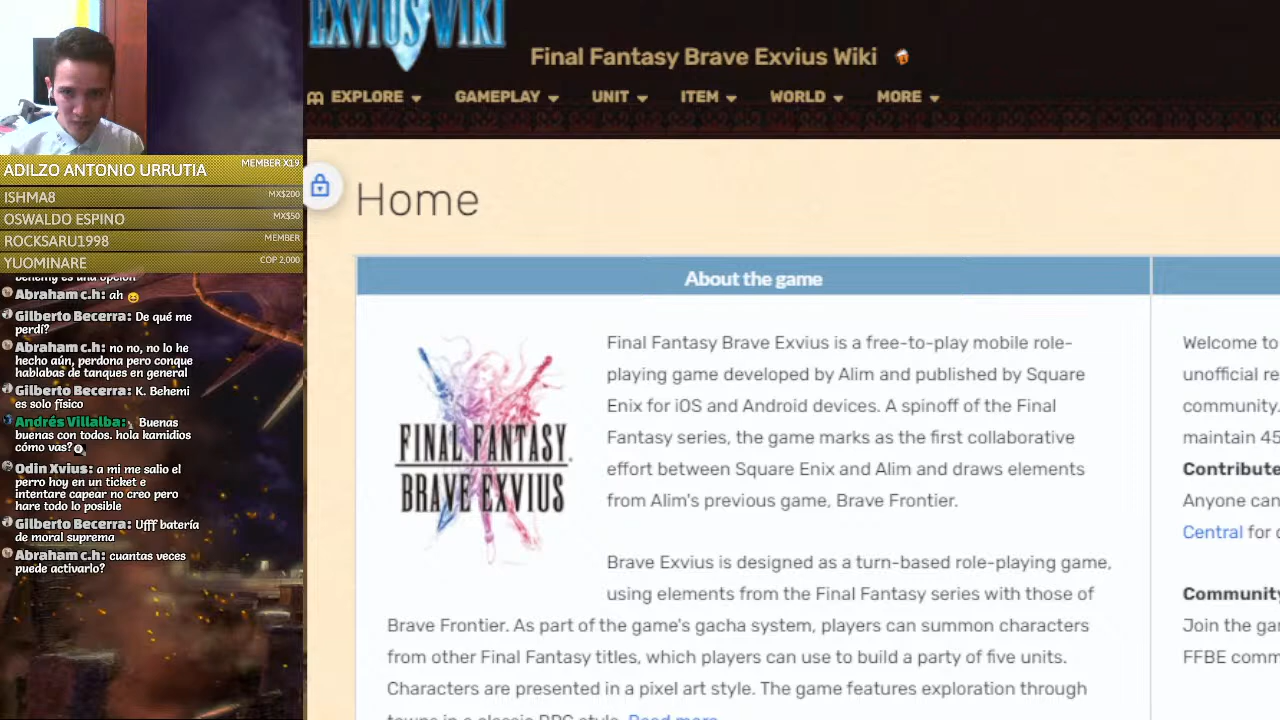 EXVIUS WIKI
Final Fantasy Brave Exvius Wiki
EXPLORE
GAMEPLAY
UNIT
ITEM
WORLD
MORE
ADILZO ANTONIO URRUTIA
MEMBER X19
ISHMA8
MX$200
OSWALDO ESPINO
MX$50
ROCKSARU1998
MEMBER
YUOMINARE
COP 2,000
Abraham c.h: ah
Gilberto Becerra: De qué me
perdí?
Abraham c.h: no no, no lo he
hecho aún, perdona pero conque
hablabas de tanques en general
Gilberto Becerra: K. Behemi
es solo físico
Andrés Villalba: Buenas
buenas con todos. hola kamidios
cómo vas?
Odin Xvius: a mi me salio el
perro hoy en un ticket e
intentare capear no creo pero
hare todo lo posible
Gilberto Becerra: Ufff batería
de moral suprema
Abraham c.h: cuantas veces
puede activarlo?
Home
About the game
FINAL FANTASY
BRAVE EXVIUS
Final Fantasy Brave Exvius is a free-to-play mobile role-
playing game developed by Alim and published by Square
Enix for iOS and Android devices. A spinoff of the Final
Fantasy series, the game marks as the first collaborative
effort between Square Enix and Alim and draws elements
from Alim's previous game, Brave Frontier.
Brave Exvius is designed as a turn-based role-playing game,
using elements from the Final Fantasy series with those of
Brave Frontier. As part of the game's gacha system, players can summon characters
from other Final Fantasy titles, which players can use to build a party of five units.
Characters are presented in a pixel art style. The game features exploration through
towns in a classic RPG style. Read more
Welcome to
unofficial re
community.
maintain 45
Contribute
Anyone can
Central for
Community
Join the gam
FFBE comm